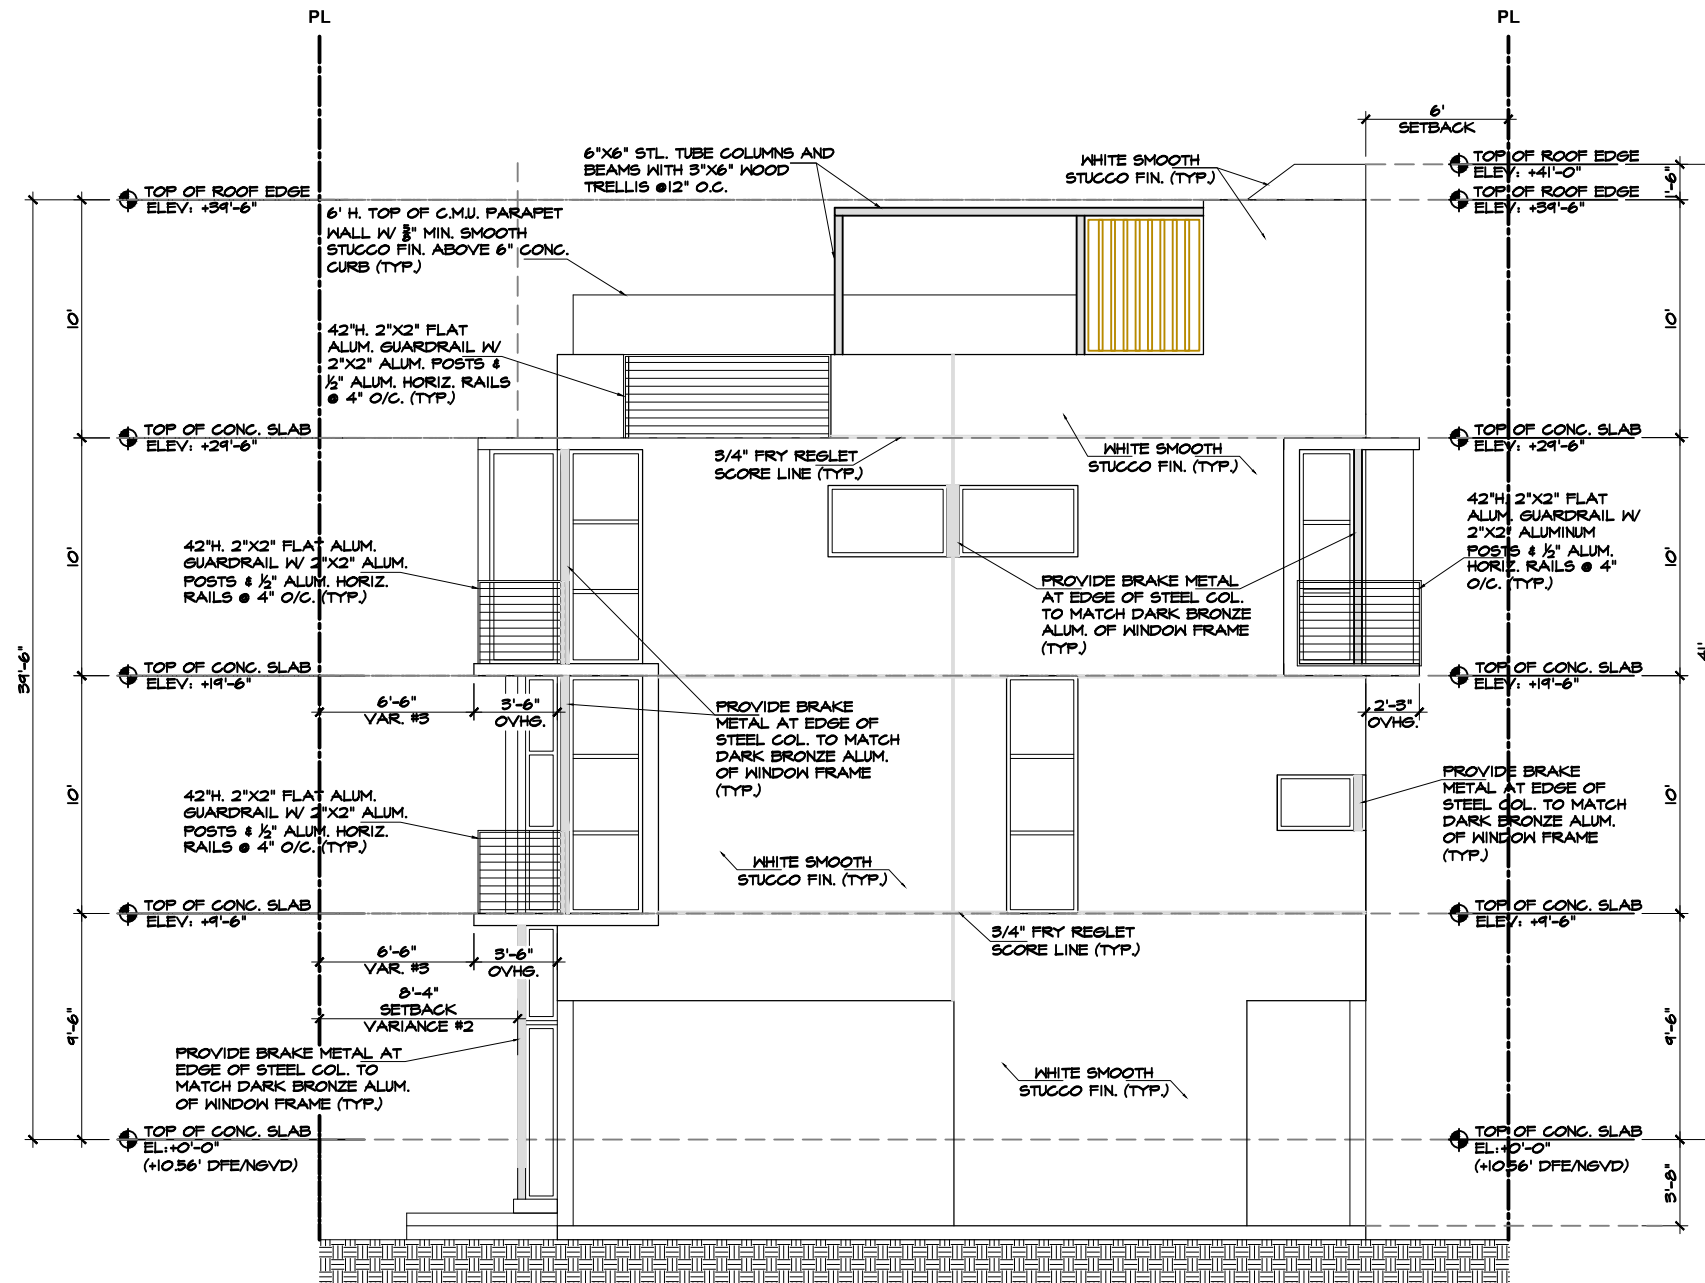 PL
PL
6'
SETBACK
6"X6" STL. TUBE COLUMNS AND
BEAMS WITH 3"X6" WOOD
TRELLIS @12" O.C.
WHITE SMOOTH
STUCCO FIN. (TYP.)
TOP OF ROOF EDGE
ELEV: +41'-0"
TOP OF ROOF EDGE
ELEV: +39'-6"
TOP OF ROOF EDGE
ELEV: +39'-6"
6' H. TOP OF C.M.U. PARAPET
WALL W/ MIN. SMOOTH
STUCCO FIN. ABOVE 6" CONC.
CURB (TYP.)
10'
10'
42"H. 2"X2" FLAT
ALUM. GUARDRAIL W/
2"X2" ALUM. POSTS &
½" ALUM. HORIZ. RAILS
@ 4" O/C. (TYP.)
TOP OF CONC. SLAB
ELEV: +29'-6"
TOP OF CONC. SLAB
ELEV: +29'-6"
3/4" FRY REGLET
SCORE LINE (TYP.)
WHITE SMOOTH
STUCCO FIN. (TYP.)
42"H. 2"X2" FLAT
ALUM. GUARDRAIL W/
2"X2" ALUMINUM
POSTS & ½" ALUM.
HORIZ. RAILS @ 4"
O/C. (TYP.)
42"H. 2"X2" FLAT ALUM.
GUARDRAIL W/ 2"X2" ALUM.
POSTS & ½" ALUM. HORIZ.
RAILS @ 4" O/C. (TYP.)
10'
10'
PROVIDE BRAKE METAL
AT EDGE OF STEEL COL.
TO MATCH DARK BRONZE
ALUM. OF WINDOW FRAME
(TYP.)
39'-6"
41'
TOP OF CONC. SLAB
ELEV: +19'-6"
TOP OF CONC. SLAB
ELEV: +19'-6"
6'-6"
VAR. #3
3'-6"
OVHG.
2'-3"
OVHG.
PROVIDE BRAKE
METAL AT EDGE OF
STEEL COL. TO MATCH
DARK BRONZE ALUM.
OF WINDOW FRAME
(TYP.)
PROVIDE BRAKE
METAL AT EDGE OF
STEEL COL. TO MATCH
DARK BRONZE ALUM.
OF WINDOW FRAME
(TYP.)
10'
10'
42"H. 2"X2" FLAT ALUM.
GUARDRAIL W/ 2"X2" ALUM.
POSTS & ½" ALUM. HORIZ.
RAILS @ 4" O/C. (TYP.)
WHITE SMOOTH
STUCCO FIN. (TYP.)
TOP OF CONC. SLAB
ELEV: +9'-6"
TOP OF CONC. SLAB
ELEV: +9'-6"
3/4" FRY REGLET
SCORE LINE (TYP.)
6'-6"
VAR. #3
3'-6"
OVHG.
8'-4"
SETBACK
VARIANCE #2
9'-6"
9'-6"
PROVIDE BRAKE METAL AT
EDGE OF STEEL COL. TO
MATCH DARK BRONZE ALUM.
OF WINDOW FRAME (TYP.)
WHITE SMOOTH
STUCCO FIN. (TYP.)
TOP OF CONC. SLAB
EL:+0'-0"
(+10.56' DFE/NGVD)
TOP OF CONC. SLAB
EL:+0'-0"
(+10.56' DFE/NGVD)
3'-8"